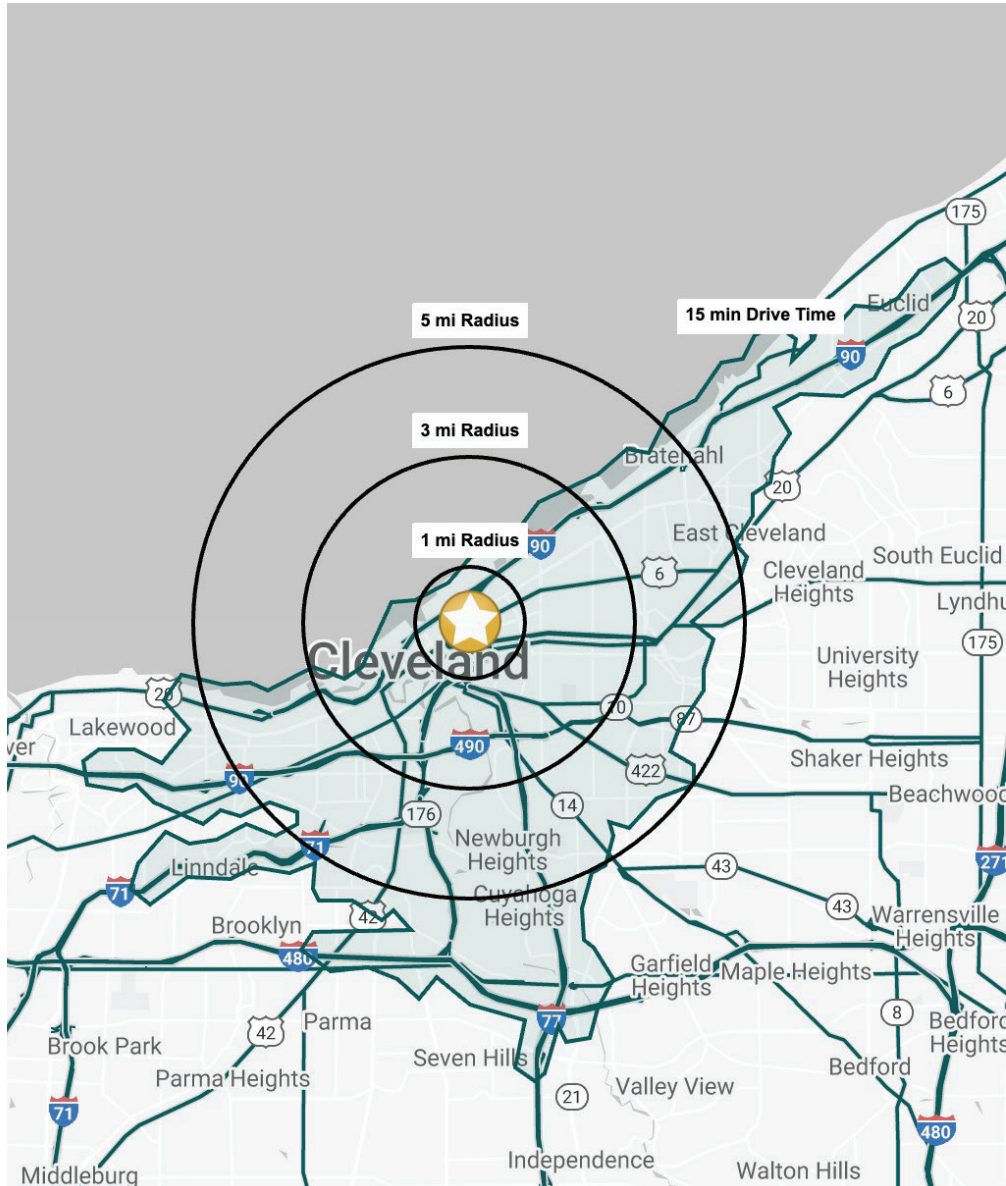 175
Euclid
20
5 mi Radius
15 min Drive Time
90
6
3 mi Radius
Bratenahl
20
1 mi Radius
90
East Cleveland
6
South Euclid
Cleveland
Heights
Lyndhu
Cleveland
University
Heights
175
20
Lakewood
20
87
ver
490
Shaker Heights
90
422
Beachwood
176
14
Newburgh
Heights
71
271
Linndale
43
71
Cuyahoga
Heights
42
43
Warrensville
Heights
Brooklyn
480
Garfield
Heights
Maple Heights
77
8
Parma
42
Bedford
Heights
Brook Park
Seven Hills
Bedford
Parma Heights
Valley View
21
71
480
Independence
Walton Hills
Middleburg